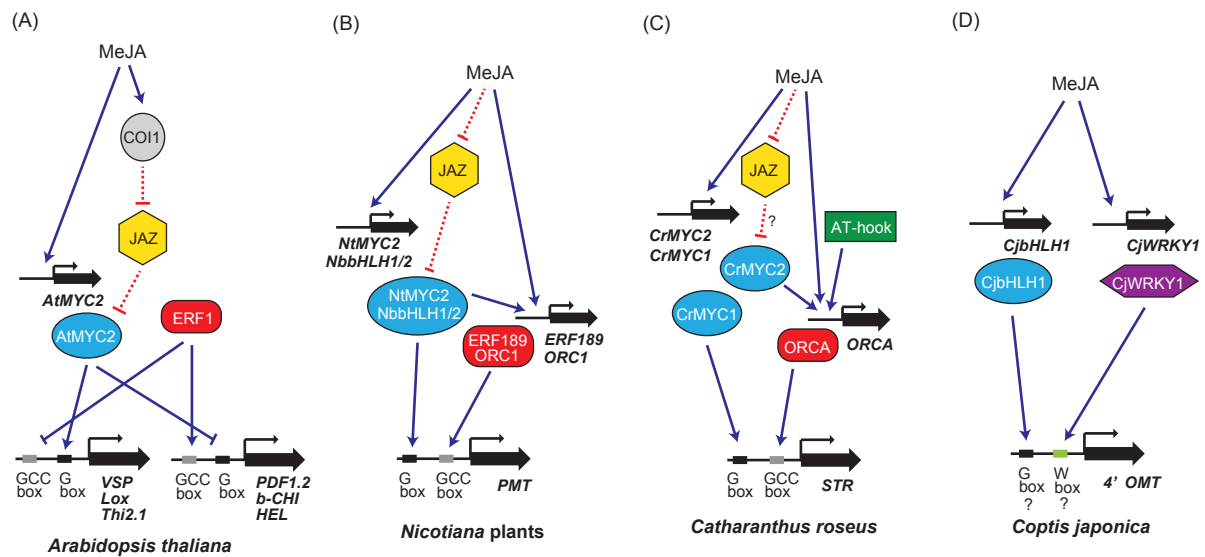 (A)
MeJA
COI1
JAZ
AtMYC2
AtMYC2
ERF1
GCC
box
G
box
VSP
Lox
Thi2.1
GCC
box
G
box
PDF1.2
b-CHI
HEL
Arabidopsis thaliana
(B)
MeJA
JAZ
NtMYC2
NbbHLH1/2
NtMYC2
NbbHLH1/2
ERF189
ORC1
ERF189
ORC1
G
box
GCC
box
PMT
Nicotiana plants
(C)
MeJA
JAZ
?
CrMYC2
CrMYC1
AT-hook
CrMYC2
CrMYC1
ORCA
ORCA
G
box
GCC
box
STR
Catharanthus roseus
(D)
MeJA
CjbHLH1
CjWRKY1
CjbHLH1
CjWRKY1
G
box
?
W
box
?
4' OMT
Coptis japonica